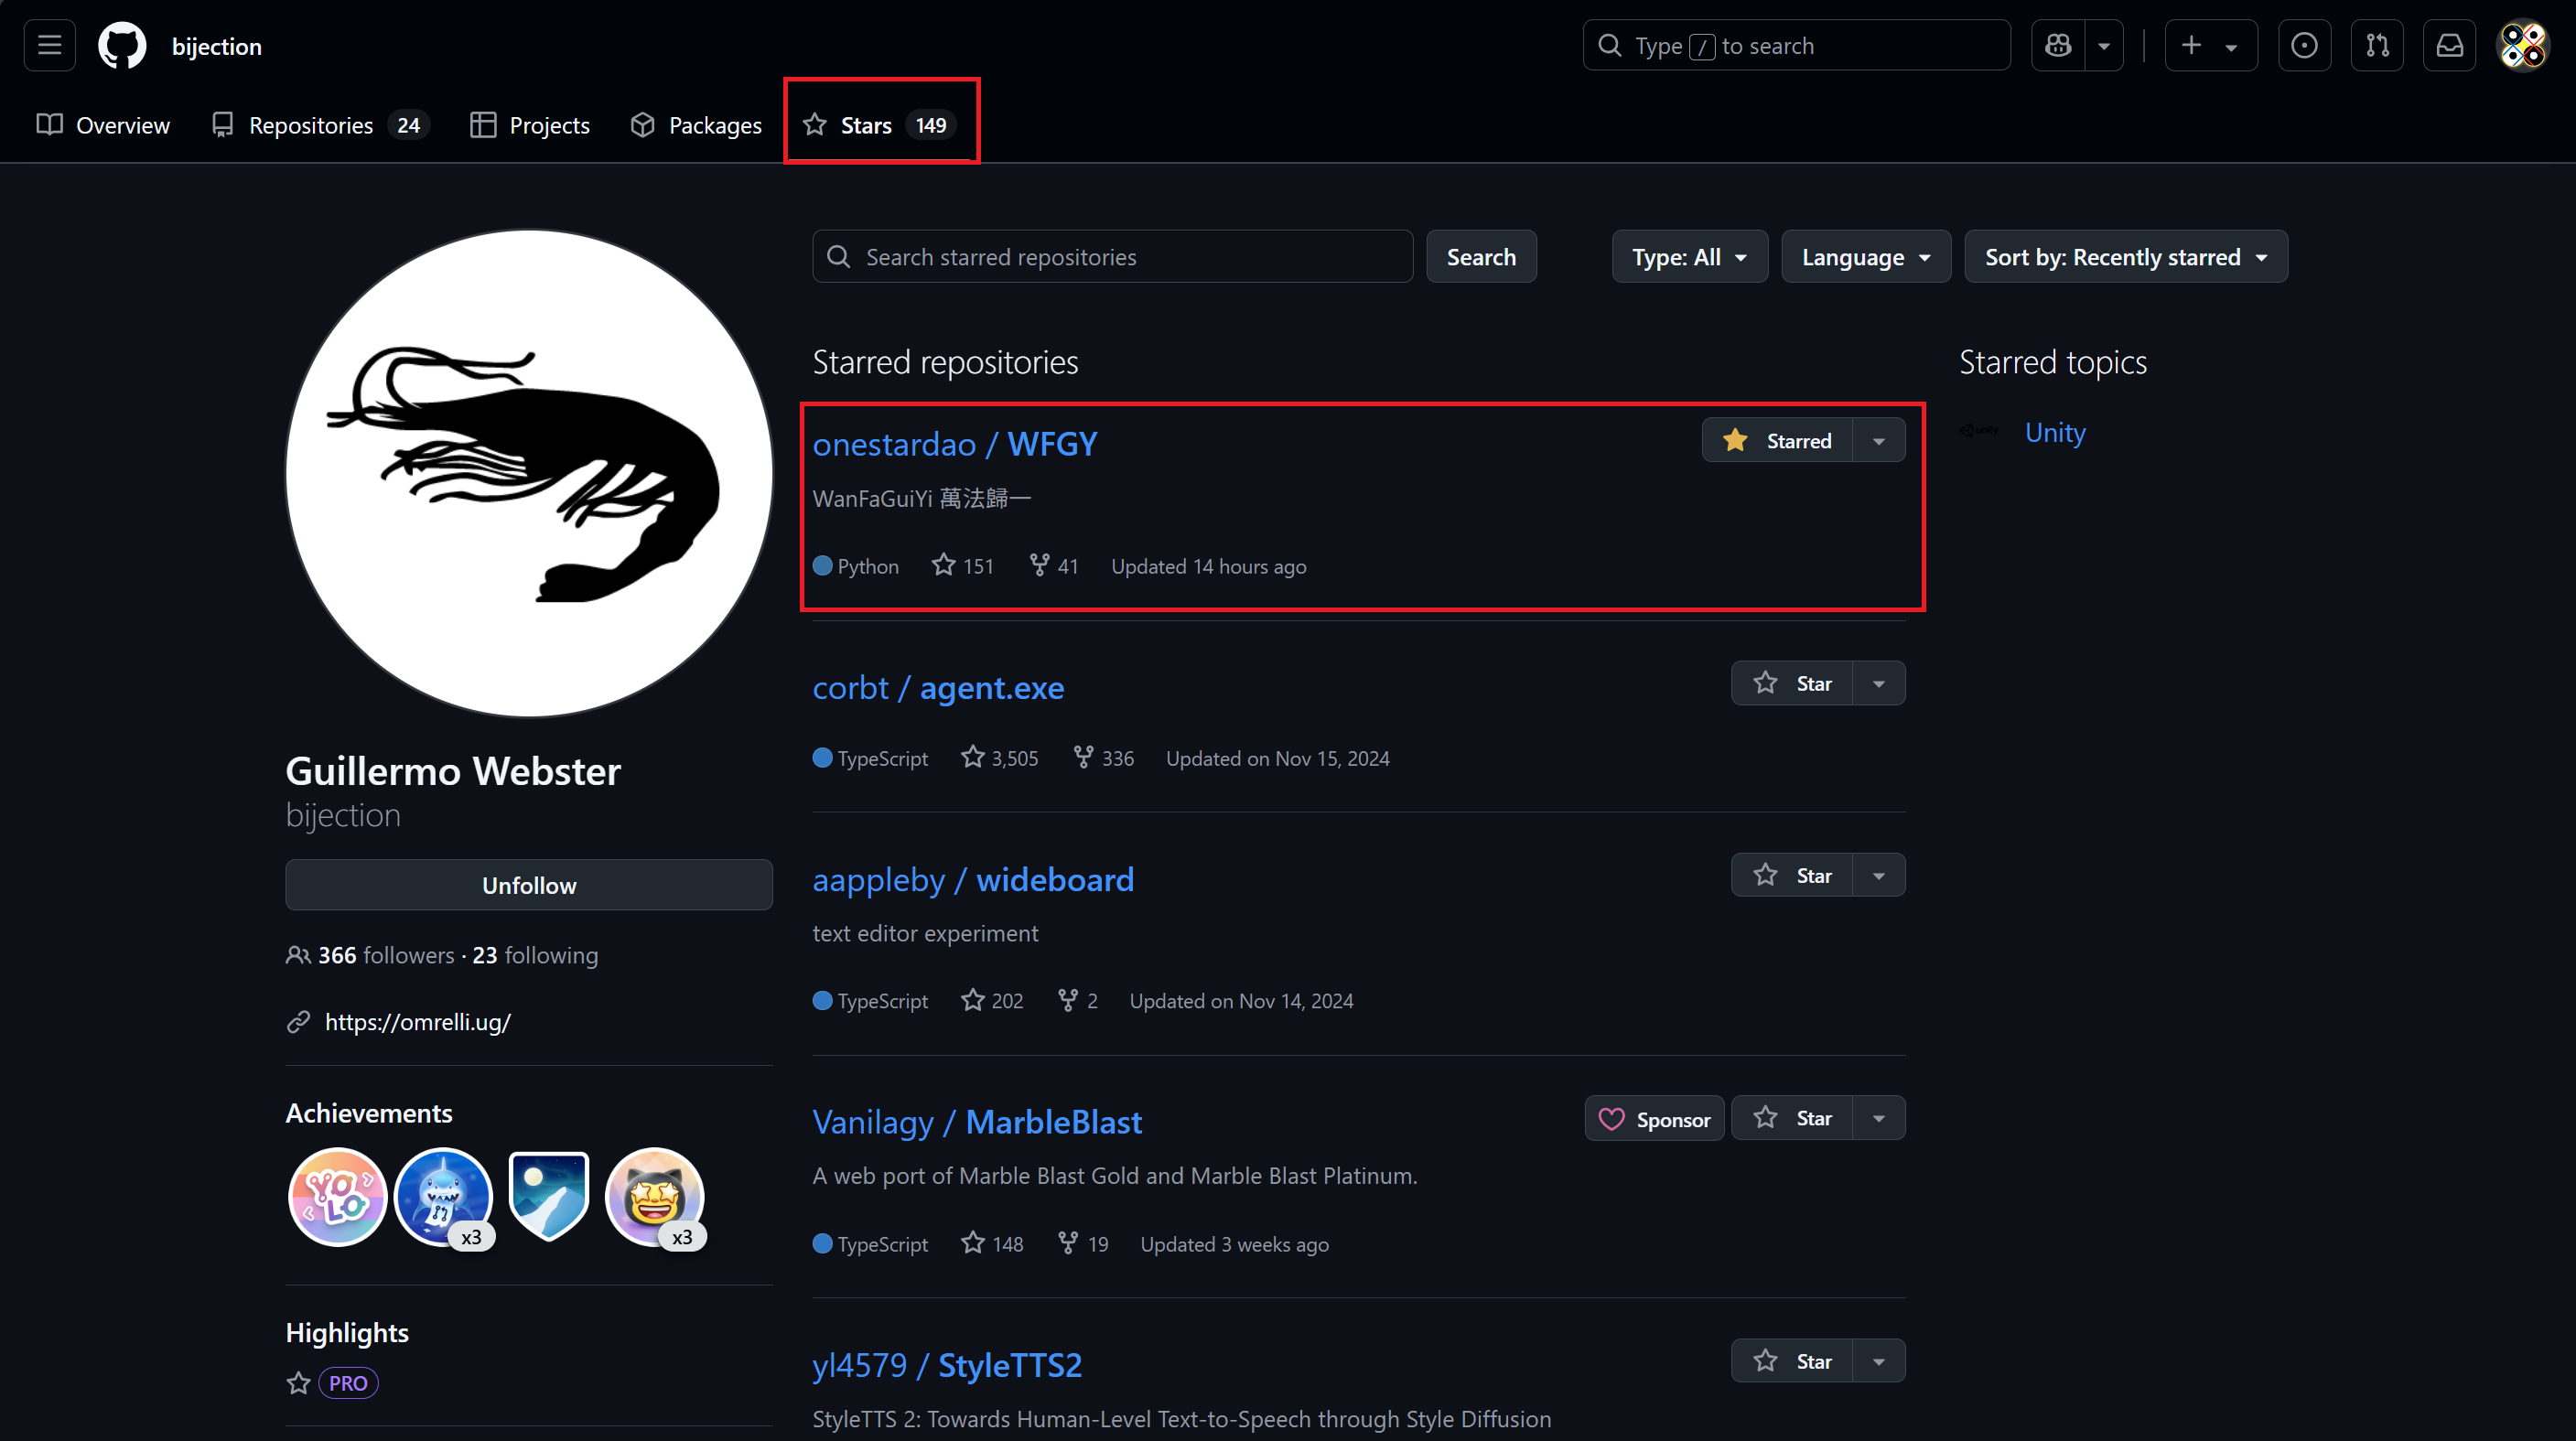 bijection
Type / to search
Overview
Repositories 24
Projects
Packages
Stars 149
Search starred repositories
Search
Type: All
Language
Sort by: Recently starred
Starred repositories
Starred topics
onestardao / WFGY
Starred
WanFaGuiYi 萬法歸一
Python 151 41 Updated 14 hours ago
unity
Unity
corbt / agent.exe
Star
TypeScript 3,505 336 Updated on Nov 15, 2024
aappleby / wideboard
Star
text editor experiment
TypeScript 202 2 Updated on Nov 14, 2024
Vanilagy / MarbleBlast
Sponsor
Star
A web port of Marble Blast Gold and Marble Blast Platinum.
TypeScript 148 19 Updated 3 weeks ago
yl4579 / StyleTTS2
Star
StyleTTS 2: Towards Human-Level Text-to-Speech through Style Diffusion
Guillermo Webster
bijection
Unfollow
366 followers · 23 following
https://omrelli.ug/
Achievements
YOLO
x3
x3
Highlights
PRO